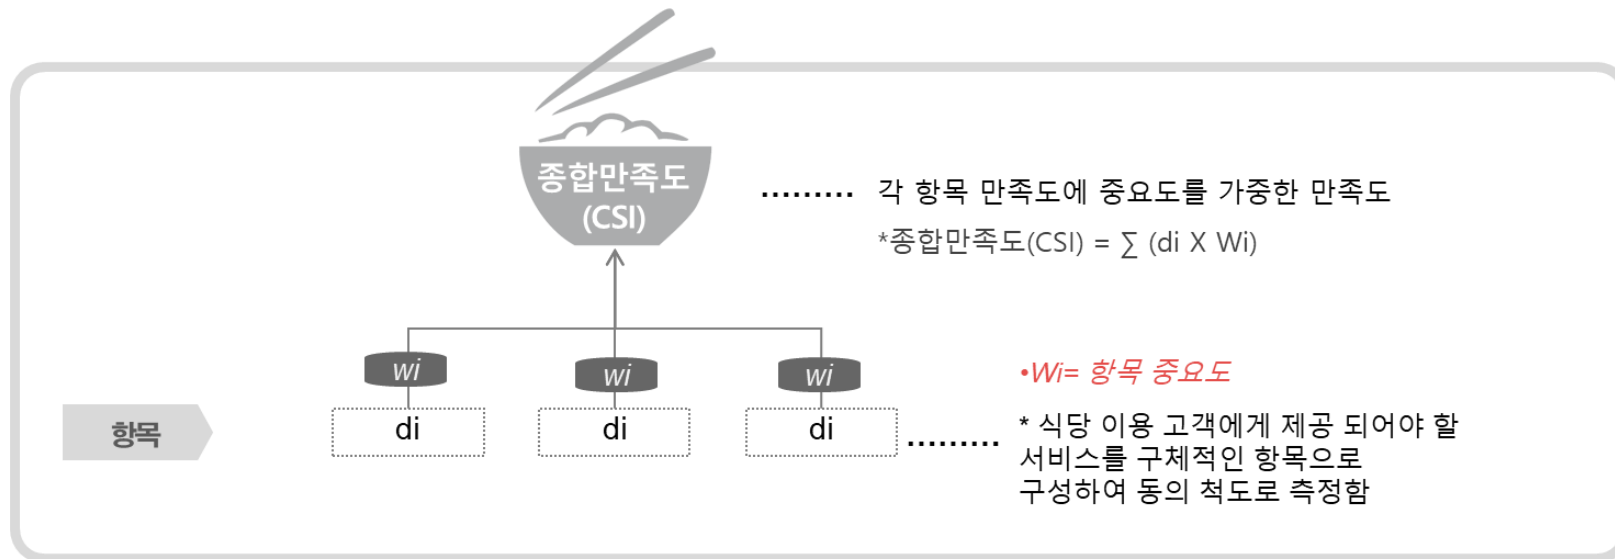 종합만족도
(CSI)
......... 각 항목 만족도에 중요도를 가중한 만족도
*종합만족도(CSI) = ∑ (di X Wi)
wi wi wi
•Wi= 항목 중요도
항목
di di di
......... * 식당 이용 고객에게 제공 되어야 할
서비스를 구체적인 항목으로
구성하여 동의 척도로 측정함